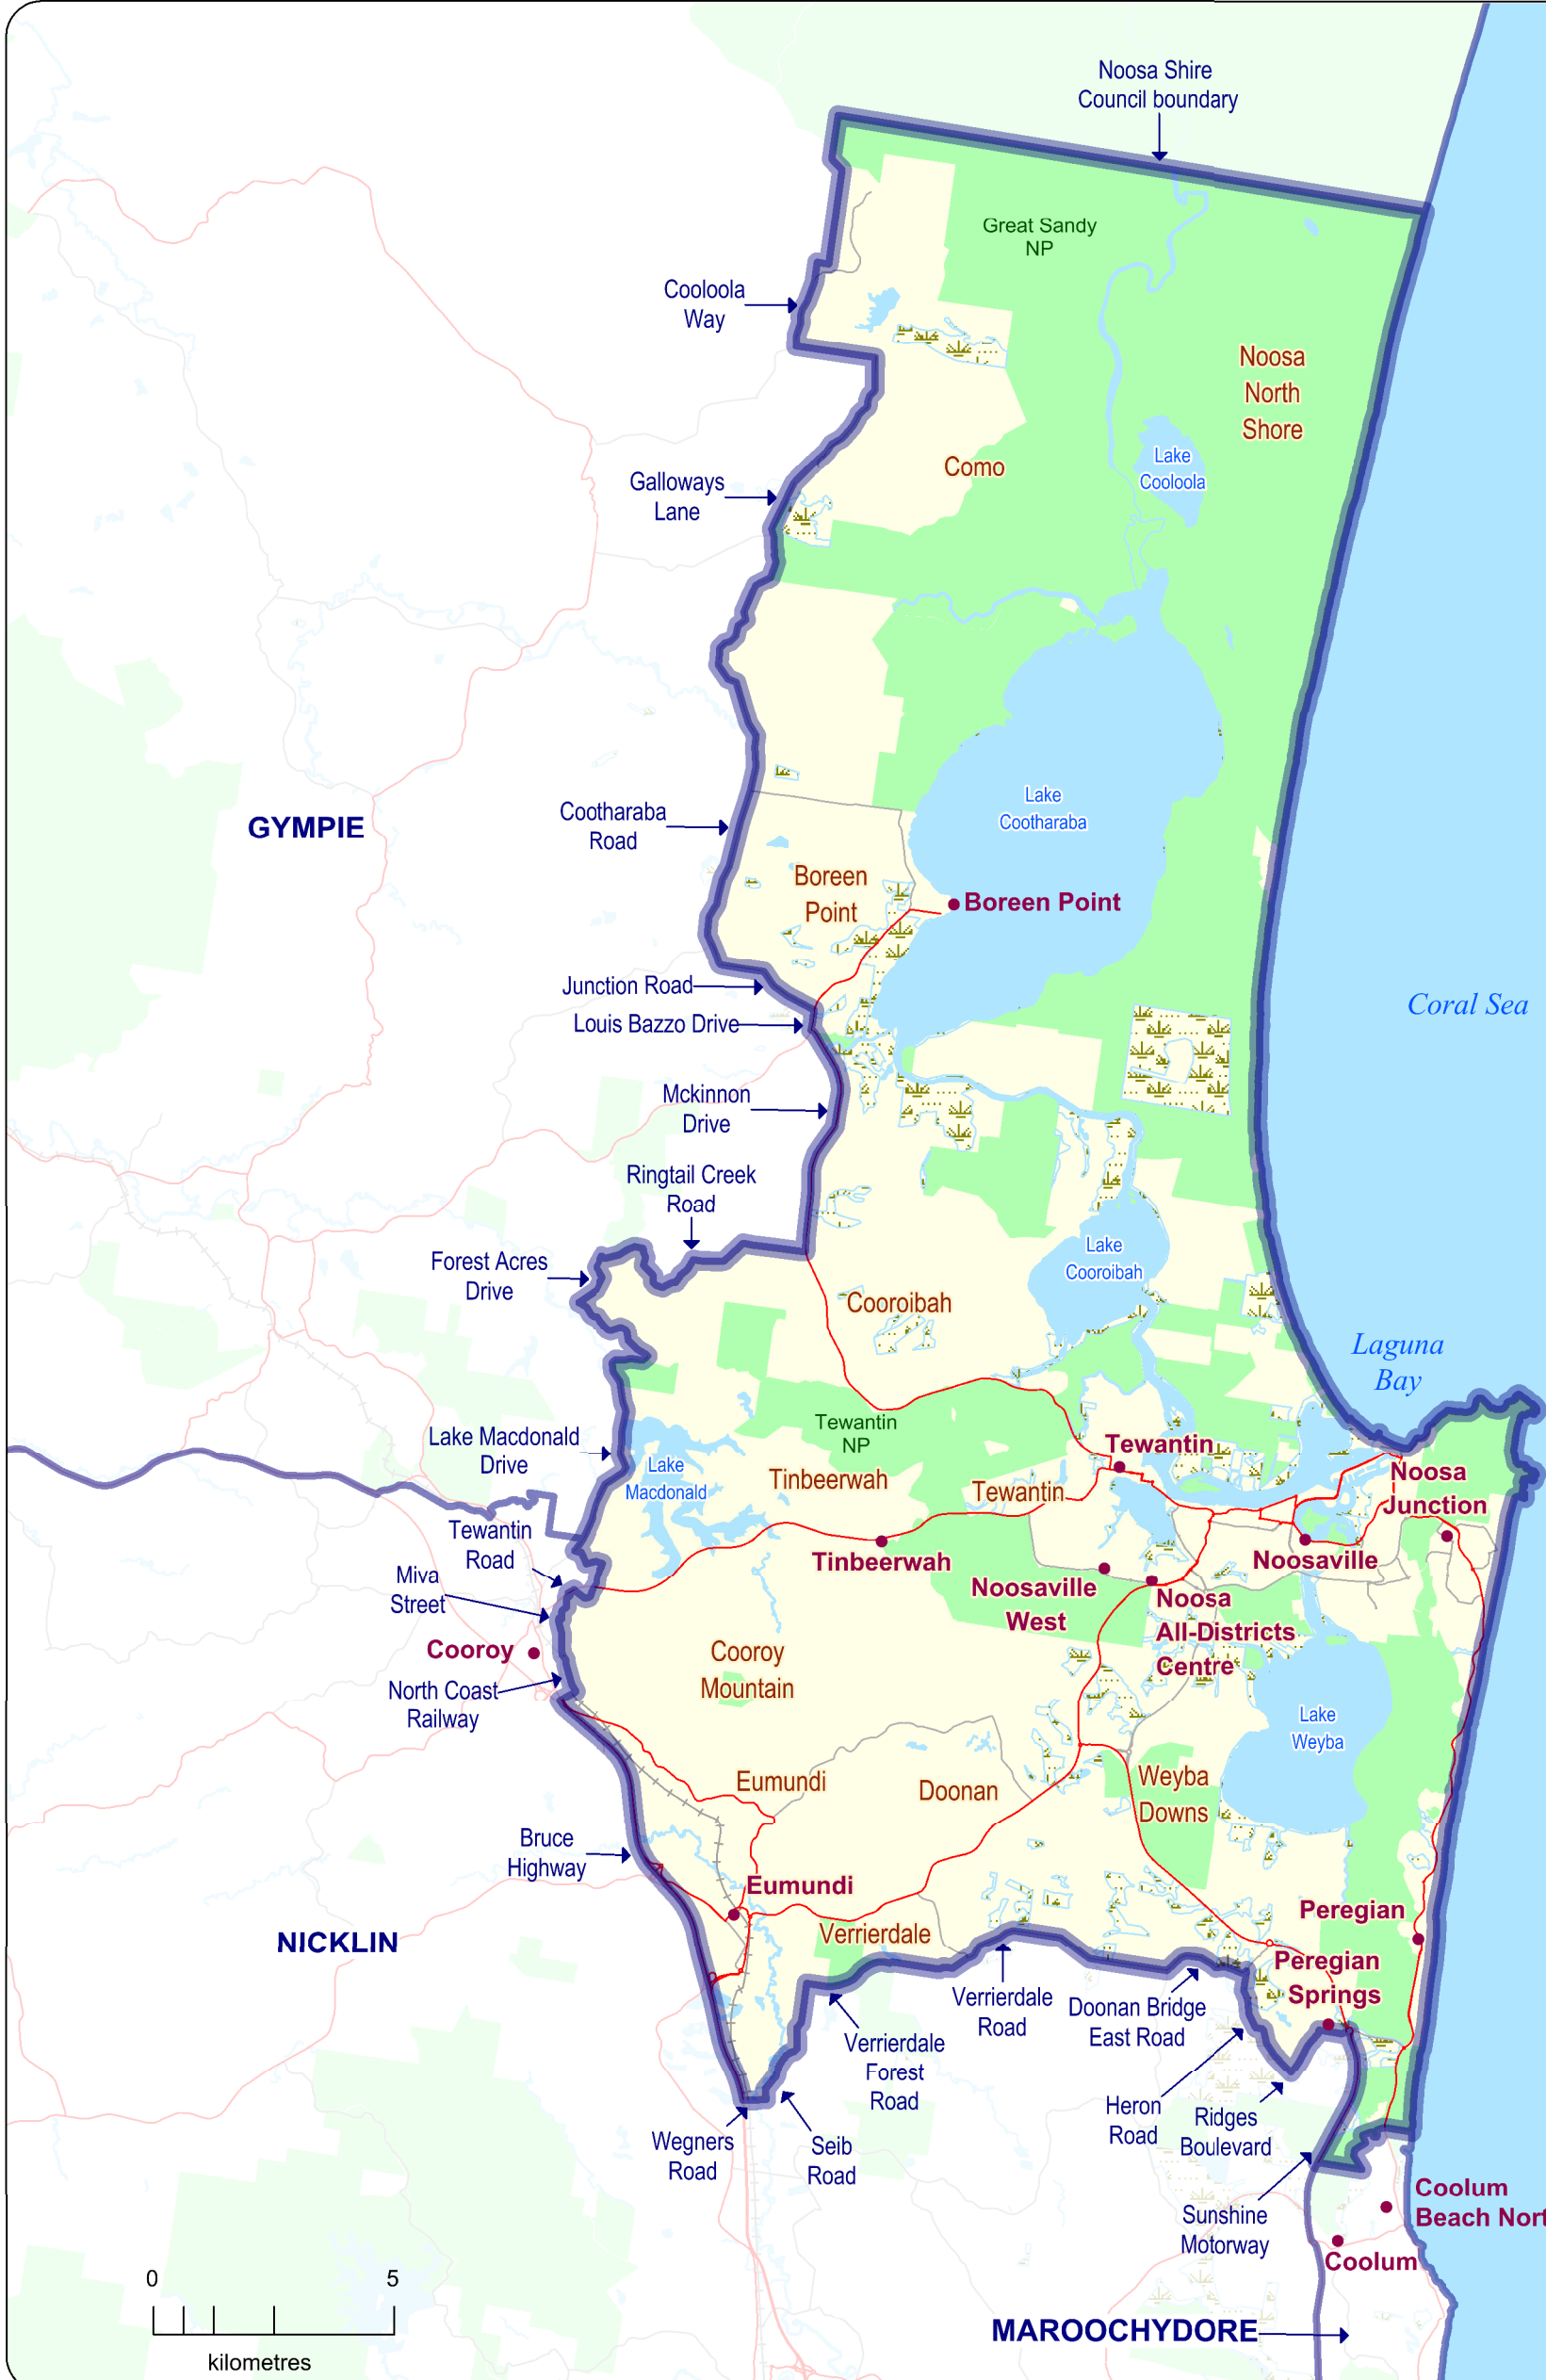 Noosa Shire
Council boundary
Great Sandy
NP
Cooloola
Way
Noosa
North
Shore
Como
Lake
Cooloola
Galloways
Lane
GYMPIE
Cootharaba
Road
Lake
Cootharaba
Boreen
Point
Boreen Point
Junction Road
Louis Bazzo Drive
Coral Sea
Mckinnon
Drive
Ringtail Creek
Road
Forest Acres
Drive
Lake
Cooroibah
Cooroibah
Laguna
Bay
Tewantin
NP
Lake Macdonald
Drive
Lake
Macdonald
Tinbeerwah
Tewantin
Tewantin
Noosa
Junction
Tewantin
Road
Tinbeerwah
Noosaville
Miva
Street
Noosaville
West
Noosa
All-Districts
Centre
Cooroy
Cooroy
Mountain
North Coast
Railway
Lake
Weyba
Eumundi
Doonan
Weyba
Downs
Bruce
Highway
Eumundi
Peregian
NICKLIN
Verrierdale
Peregian
Springs
Verrierdale
Road
Doonan Bridge
East Road
Verrierdale
Forest
Road
Heron
Road
Ridges
Boulevard
Wegners
Road
Seib
Road
Sunshine
Motorway
Coolum
Beach Nort
Coolum
0 5
kilometres
MAROOCHYDORE